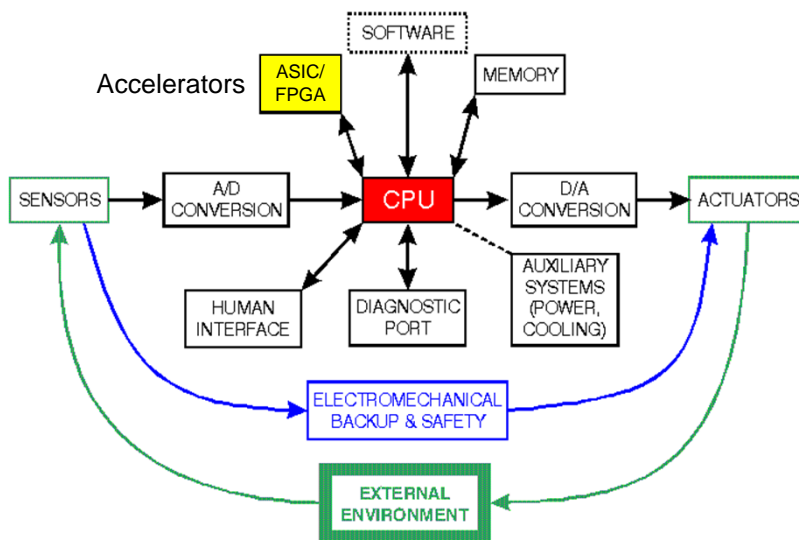 SOFTWARE
Accelerators
ASIC/
FPGA
MEMORY
SENSORS
A/D
CONVERSION
CPU
D/A
CONVERSION
ACTUATORS
HUMAN
INTERFACE
DIAGNOSTIC
PORT
AUXILIARY
SYSTEMS
(POWER,
COOLING)
ELECTROMECHANICAL
BACKUP & SAFETY
EXTERNAL
ENVIRONMENT